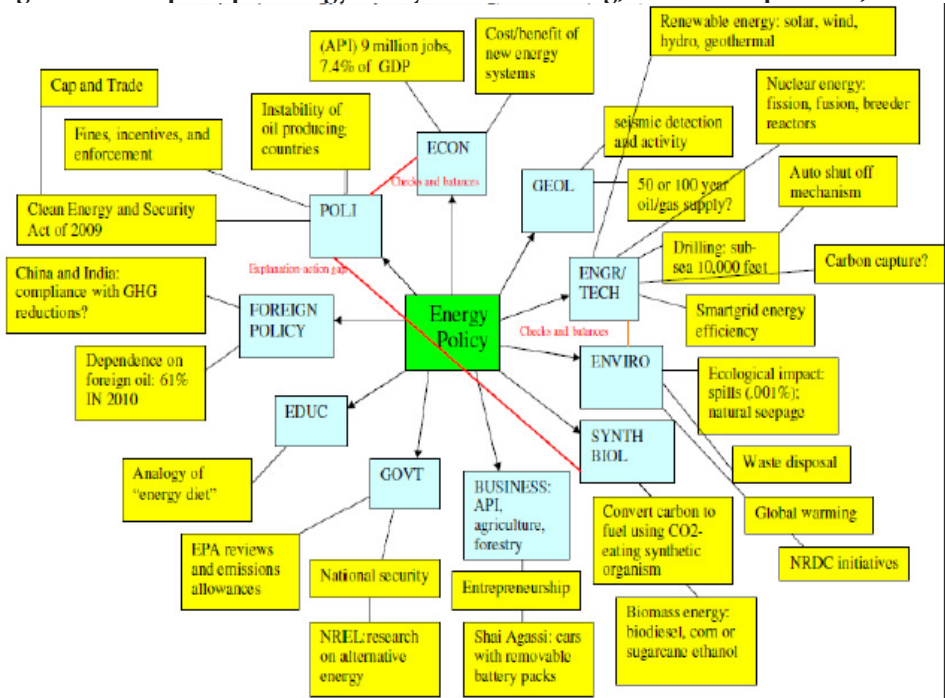 Renewable energy: solar, wind,
hydro, geothermal
(API) 9 million jobs,
7.4% of GDP
Cost/benefit of
new energy
systems
Cap and Trade
Nuclear energy:
fission, fusion, breeder
reactors
Instability of
oil producing
countries
Fines, incentives, and
enforcement
ECON
seismic detection
and activity
Checks and balances
GEOL
Auto shut off
mechanism
50 or 100 year
oil/gas supply?
POLI
Clean Energy and Security
Act of 2009
Drilling: sub-
sea 10,000 feet
Carbon capture?
Explanation-action gap
ENGR/
TECH
China and India:
compliance with GHG
reductions?
FOREIGN
POLICY
Energy
Policy
Smartgrid energy
efficiency
Checks and balances
ENVIRO
Dependence on
foreign oil: 61%
IN 2010
Ecological impact:
spills (.001%);
natural seepage
EDUC
SYNTH
BIOL
Analogy of
“energy diet”
GOVT
BUSINESS:
API,
agriculture,
forestry
Waste disposal
Convert carbon to
fuel using CO2-
eating synthetic
organism
Global warming
EPA reviews
and emissions
allowances
NRDC initiatives
National security
Entrepreneurship
Biomass energy:
biodiesel, corn or
sugarcane ethanol
NREL:research
on alternative
energy
Shai Agassi: cars
with removable
battery packs